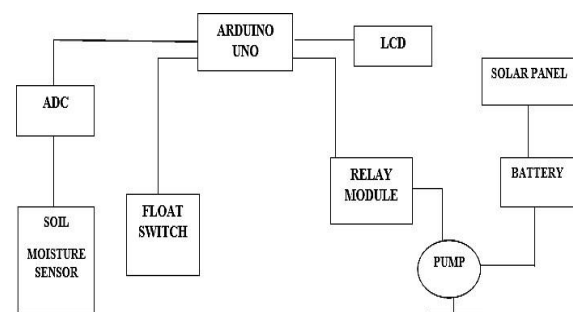 ARDUINO
UNO
LCD
SOLAR PANEL
ADC
RELAY
MODULE
BATTERY
FLOAT
SWITCH
SOIL
MOISTURE
SENSOR
PUMP